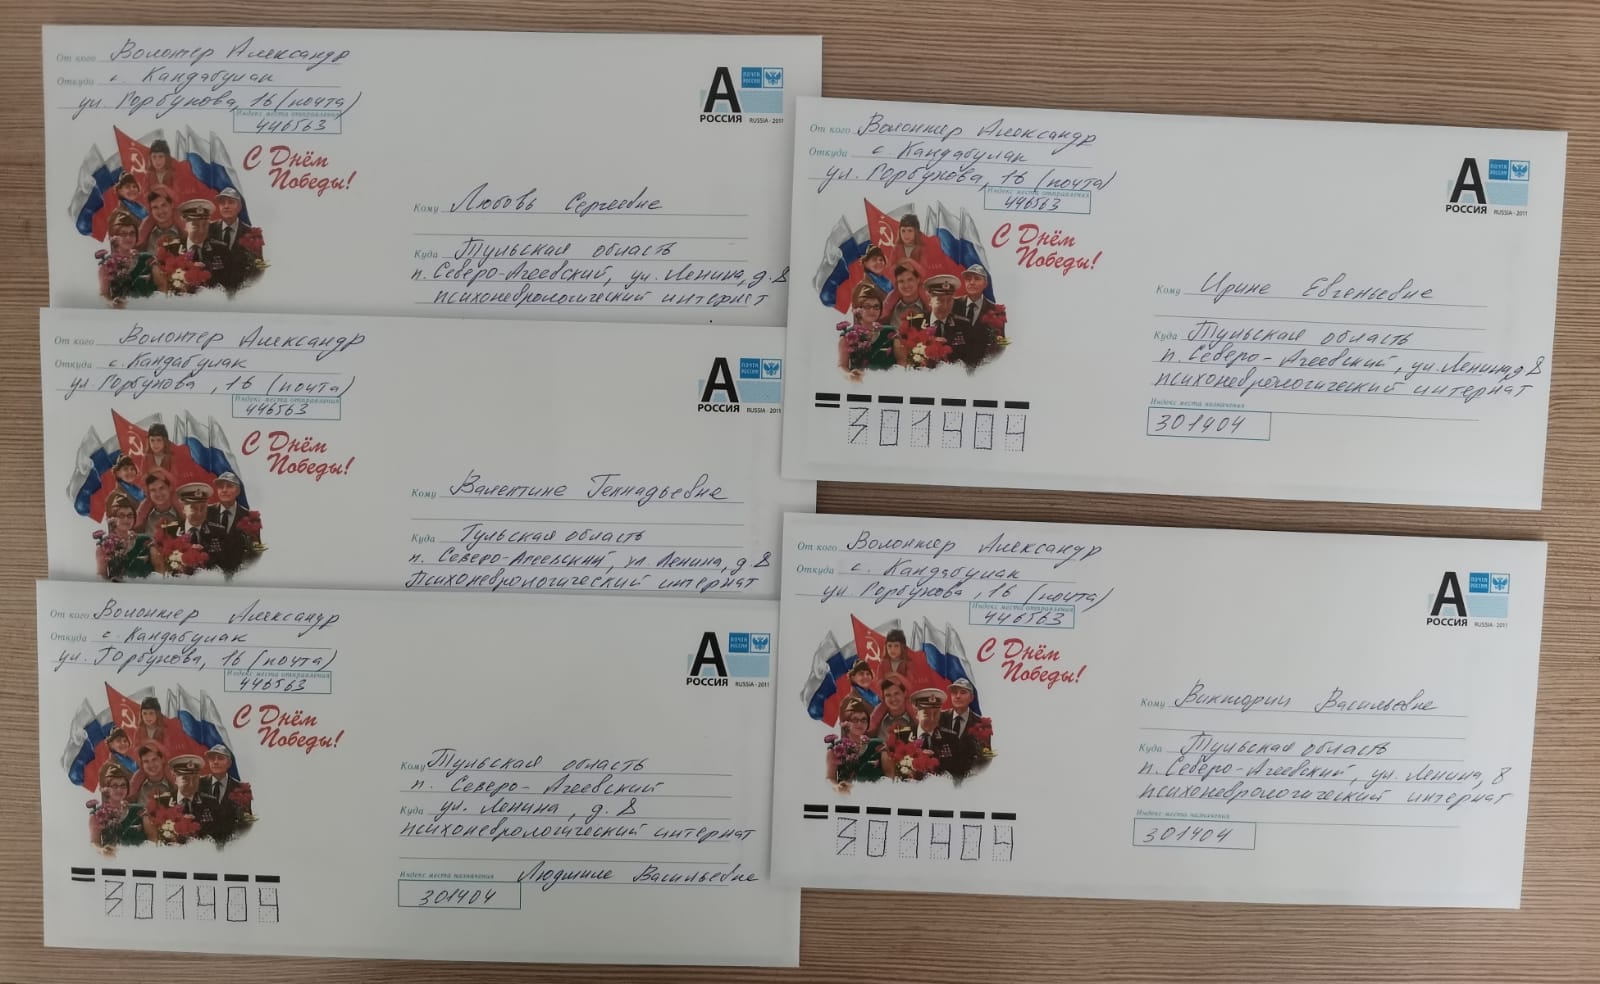 От кого Волонтер Александр
Откуда с. Кандабулак
ул. Горбунова, 16 (почта)
Индекс места отправления
446563
С Днём
Победы!
А
ПОЧТА РОССИИ
РОССИЯ RUSSIA · 2011
Кому Любовь Сергеевне
Куда Тульская область
п. Северо-Агеевский, ул. Ленина, д. 8
психоневрологический интернат
От кого Волонтер Александр
Откуда с. Кандабулак
ул. Горбунова, 16 (почта)
Индекс места отправления
446563
С Днём
Победы!
А
ПОЧТА РОССИИ
РОССИЯ RUSSIA · 2011
Кому Валентине Геннадьевне
Куда Тульская область
п. Северо-Агеевский, ул. Ленина, д. 8
Психоневрологический интернат
От кого Волонтер Александр
Откуда с. Кандабулак
ул. Горбунова, 16 (почта)
Индекс места отправления
446563
С Днём
Победы!
А
ПОЧТА РОССИИ
РОССИЯ RUSSIA · 2011
Кому Тульская область
п. Северо-Агеевский
Куда ул. Ленина, д. 8
психоневрологический интернат
Индекс места назначения Людмиле Васильевне
301404
301404
От кого Волонтер Александр
Откуда с. Кандабулак
ул. Горбунова, 16 (почта)
Индекс места отправления
446563
С Днём
Победы!
А
ПОЧТА РОССИИ
РОССИЯ RUSSIA · 2011
Кому Ирине Евгеньевне
Куда Тульская область
п. Северо-Агеевский, ул. Ленина д 8
психоневрологический интернат
Индекс места назначения
301404
301404
От кого Волонтер Александр
Откуда с. Кандабулак
ул Горбунова, 16 (почта)
Индекс места отправления
446563
С Днём
Победы!
А
ПОЧТА РОССИИ
РОССИЯ RUSSIA · 2011
Кому Виктории Васильевне
Куда Тульская область
п. Северо-Агеевский, ул. Ленина, 8
психоневрологический интернат
Индекс места назначения
301404
301404